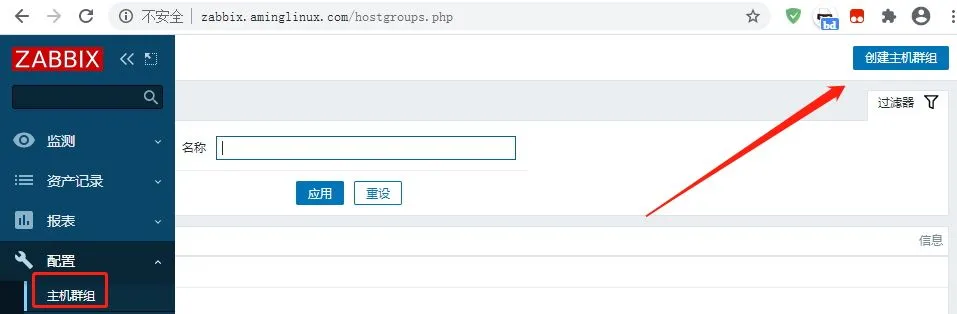 不安全 | zabbix.aminglinux.com/hostgroups.php
bd
ZABBIX
创建主机群组
过滤器
监测
名称
资产记录
应用 重设
报表
信息
配置
主机群组